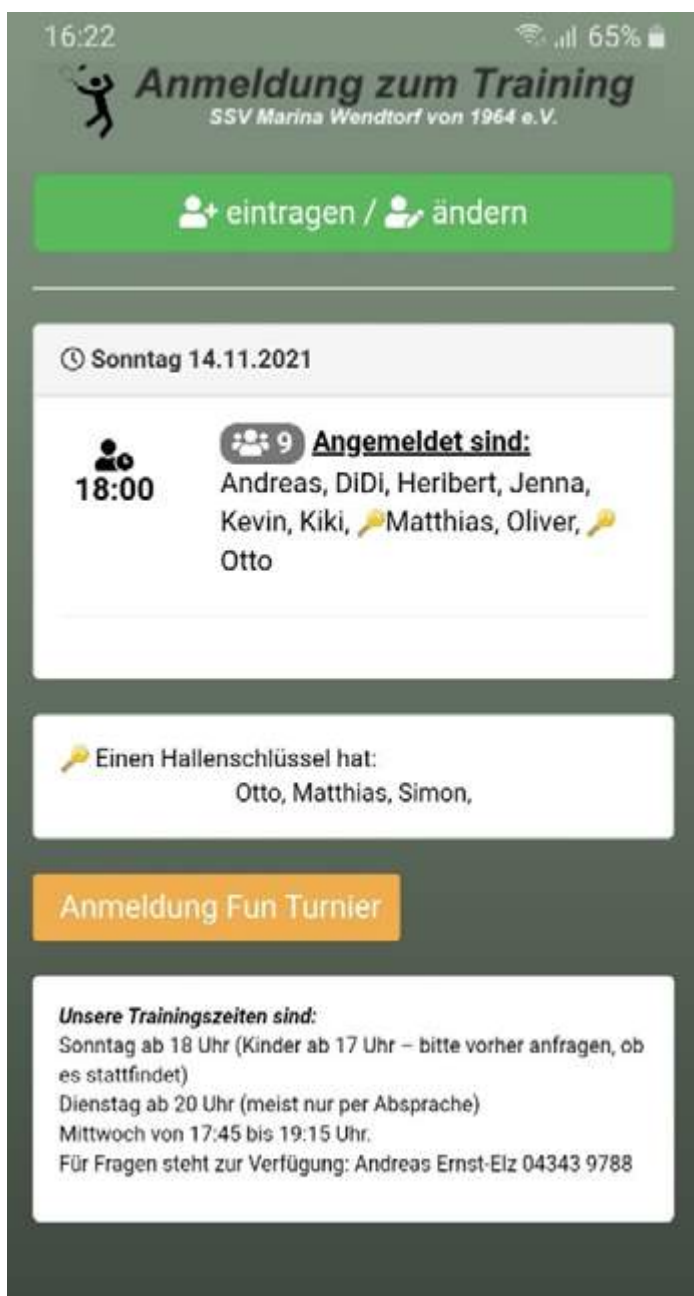 16:22 65%
Anmeldung zum Training
SSV Marina Wendtorf von 1964 e.V.
eintragen / ändern
Sonntag 14.11.2021
9 Angemeldet sind:
18:00
Andreas, DiDi, Heribert, Jenna,
Kevin, Kiki, 🔑Matthias, Oliver, 🔑
Otto
🔑 Einen Hallenschlüssel hat:
Otto, Matthias, Simon,
Anmeldung Fun Turnier
Unsere Trainingszeiten sind:
Sonntag ab 18 Uhr (Kinder ab 17 Uhr – bitte vorher anfragen, ob
es stattfindet)
Dienstag ab 20 Uhr (meist nur per Absprache)
Mittwoch von 17:45 bis 19:15 Uhr.
Für Fragen steht zur Verfügung: Andreas Ernst-Elz 04343 9788